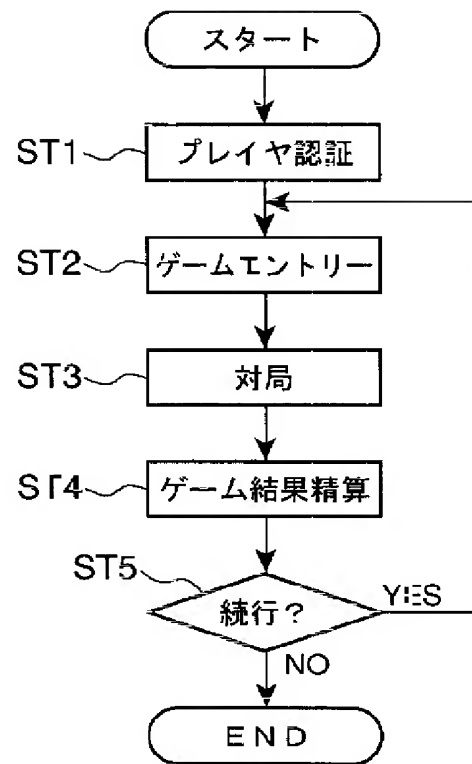 スタート
ST1
プレイヤ認証
ST2
ゲームエントリー
ST3
対局
ST4
ゲーム結果精算
ST5
続行?
YES
NO
END